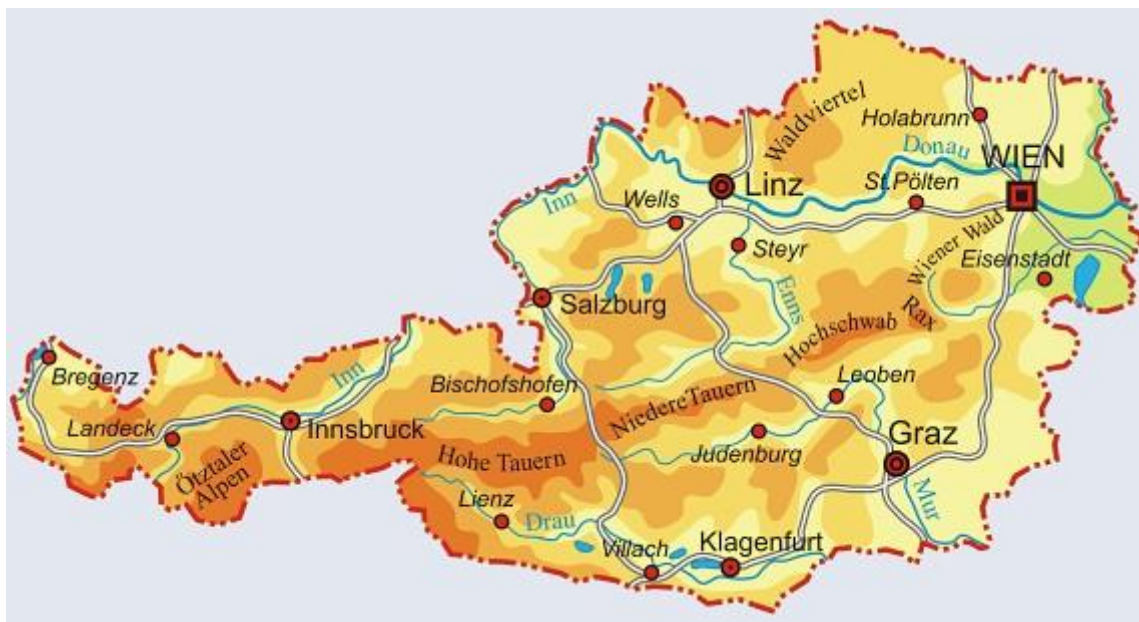 Waldviertel
Holabrunn
Donau
WIEN
Linz
St.Pölten
Inn
Wells
Steyr
Wiener Wald
Eisenstadt
Enns
Salzburg
Rax
Hochschwab
Bregenz
Inn
Bischofshofen
Leoben
Niedere Tauern
Landeck
Innsbruck
Graz
Hohe Tauern
Judenburg
Ötztaler
Alpen
Lienz
Mur
Drau
Villach
Klagenfurt